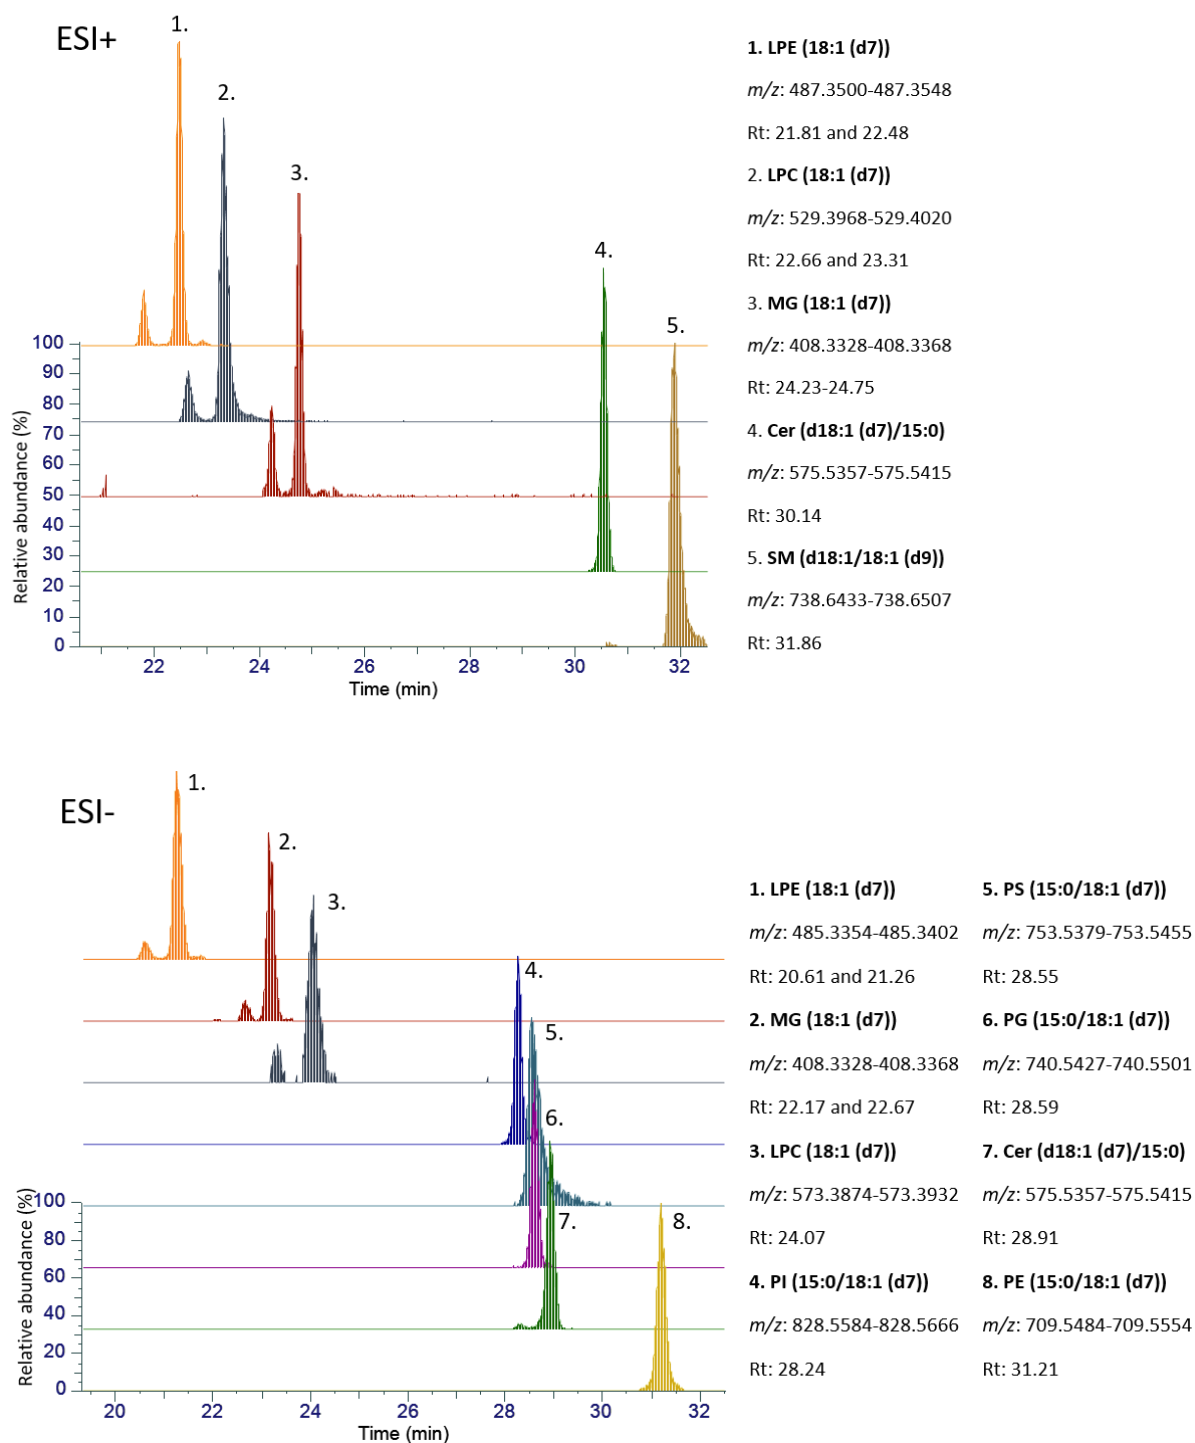 ESI+
1.
2.
3.
4.
5.
100
90
80
70
60
50
40
30
20
10
0
Relative abundance (%)
22
24
26
28
30
32
Time (min)
1. LPE (18:1 (d7))
m/z: 487.3500-487.3548
Rt: 21.81 and 22.48
2. LPC (18:1 (d7))
m/z: 529.3968-529.4020
Rt: 22.66 and 23.31
3. MG (18:1 (d7))
m/z: 408.3328-408.3368
Rt: 24.23-24.75
4. Cer (d18:1 (d7)/15:0)
m/z: 575.5357-575.5415
Rt: 30.14
5. SM (d18:1/18:1 (d9))
m/z: 738.6433-738.6507
Rt: 31.86
ESI-
1.
2.
3.
4.
5.
6.
7.
8.
100
80
60
40
20
0
Relative abundance (%)
20
22
24
26
28
30
32
Time (min)
1. LPE (18:1 (d7))
m/z: 485.3354-485.3402
Rt: 20.61 and 21.26
2. MG (18:1 (d7))
m/z: 408.3328-408.3368
Rt: 22.17 and 22.67
3. LPC (18:1 (d7))
m/z: 573.3874-573.3932
Rt: 24.07
4. PI (15:0/18:1 (d7))
m/z: 828.5584-828.5666
Rt: 28.24
5. PS (15:0/18:1 (d7))
m/z: 753.5379-753.5455
Rt: 28.55
6. PG (15:0/18:1 (d7))
m/z: 740.5427-740.5501
Rt: 28.59
7. Cer (d18:1 (d7)/15:0)
m/z: 575.5357-575.5415
Rt: 28.91
8. PE (15:0/18:1 (d7))
m/z: 709.5484-709.5554
Rt: 31.21